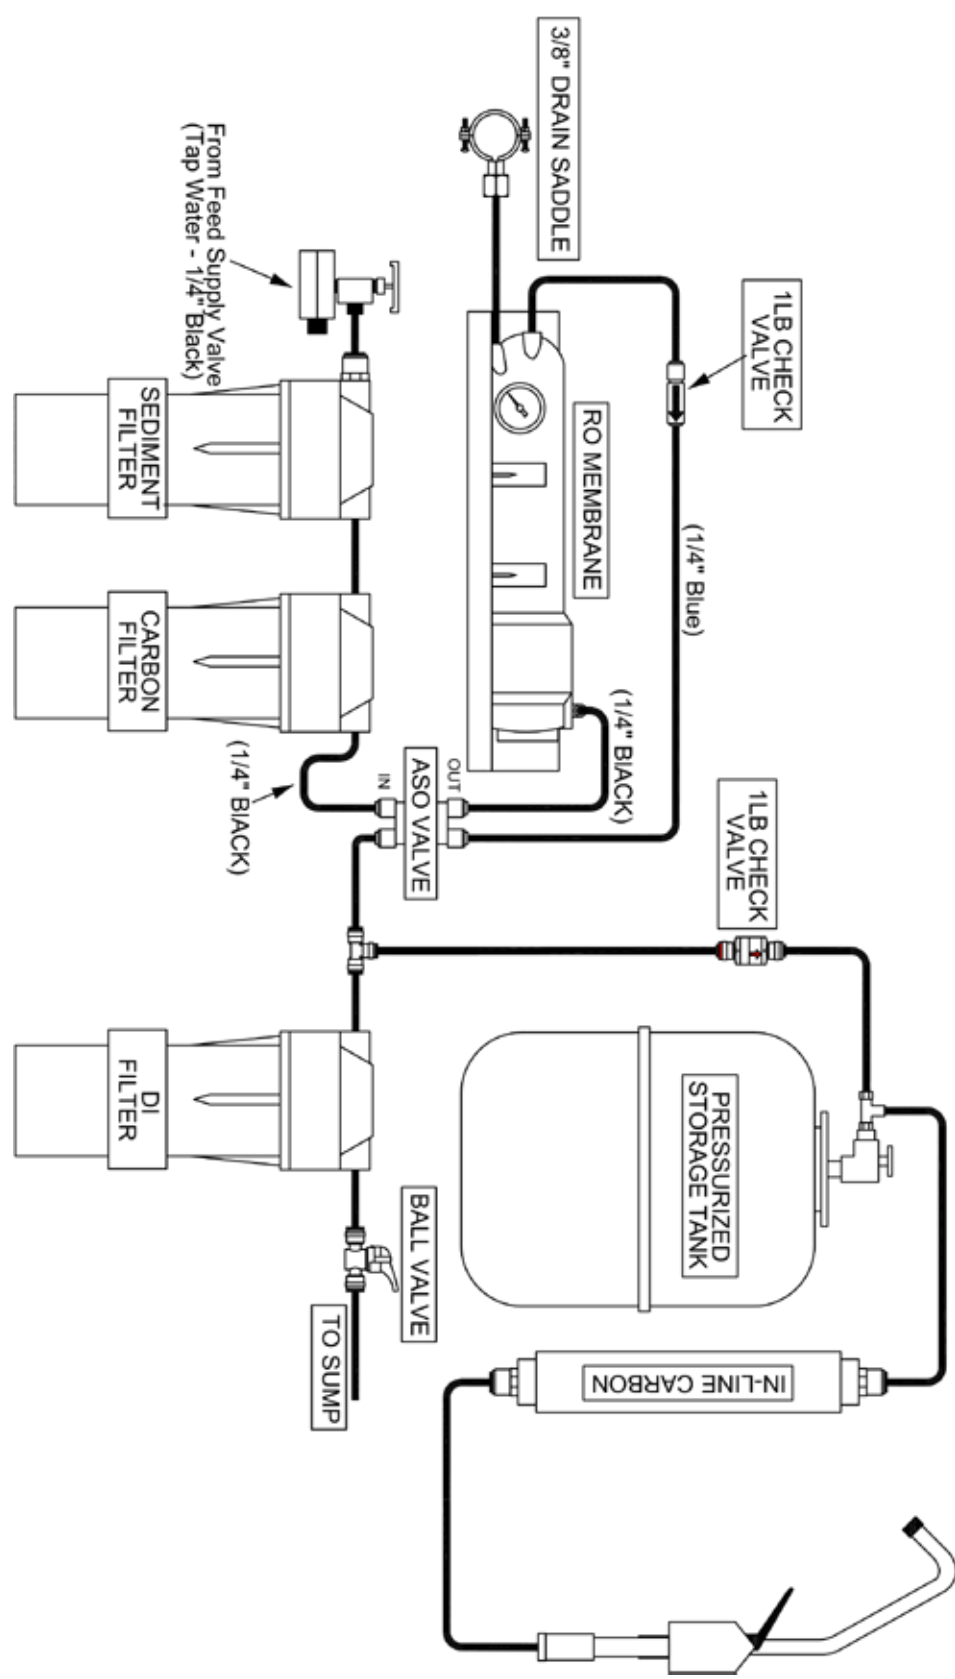 3/8" DRAIN SADDLE
1LB CHECK
VALVE
From Feed Supply Valve
(Tap Water - 1/4" Black)
SEDIMENT
FILTER
RO MEMBRANE
(1/4" Blue)
CARBON
FILTER
(1/4" BlACK)
(1/4" BlACK)
IN
OUT
ASO VALVE
1LB CHECK
VALVE
DI
FILTER
PRESSURIZED
STORAGE TANK
BALL VALVE
TO SUMP
IN-LINE CARBON